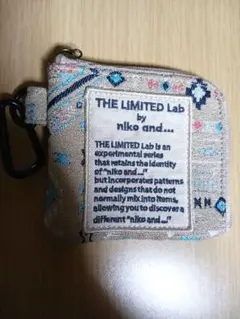 THE LIMITED Lab
by
niko and...
THE LIMITED Lab is an
experimental series
that retains the identity
of "niko and ..."
but incorporates patterns
and designs that do not
normally mix into items,
allowing you to discover a
different "niko and ..."